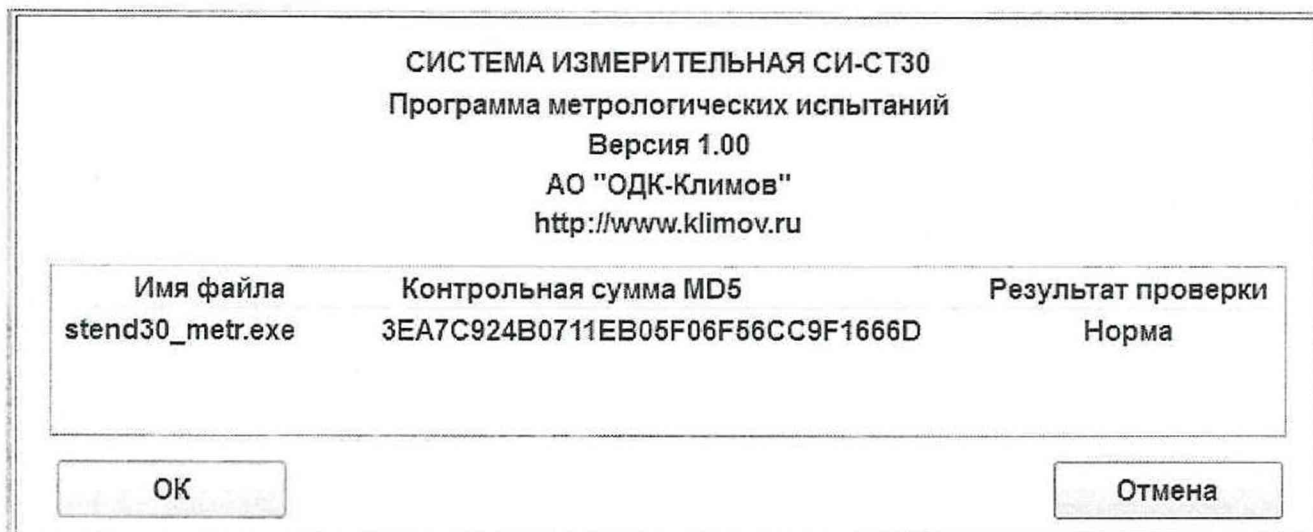 СИСТЕМА ИЗМЕРИТЕЛЬНАЯ СИ-СТ30
Программа метрологических испытаний
Версия 1.00
АО "ОДК-Климов"
http://www.klimov.ru
Имя файла Контрольная сумма MD5 Результат проверки
stend30_metr.exe 3EA7C924B0711EB05F06F56CC9F1666D Норма
ОК Отмена